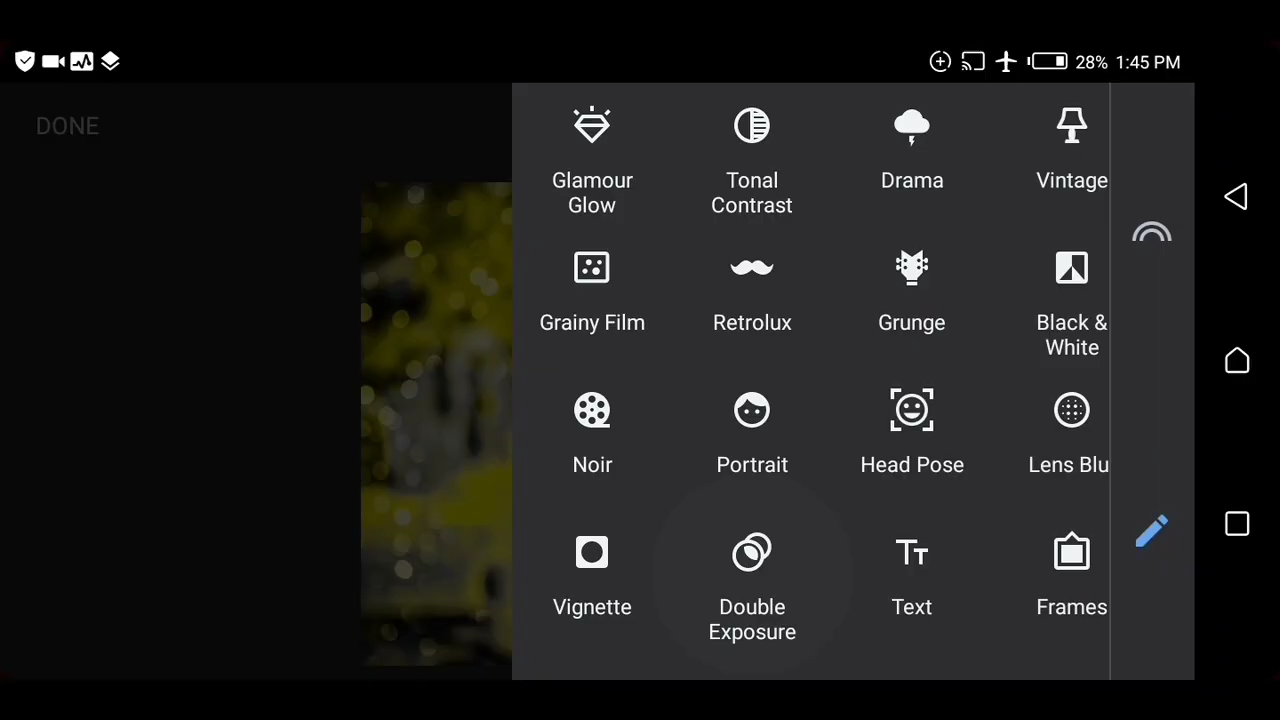 28% 1:45 PM
DONE
Glamour
Glow
Tonal
Contrast
Drama
Vintage
Grainy Film
Retrolux
Grunge
Black &
White
Noir
Portrait
Head Pose
Lens Blu
Vignette
Double
Exposure
Text
Frames